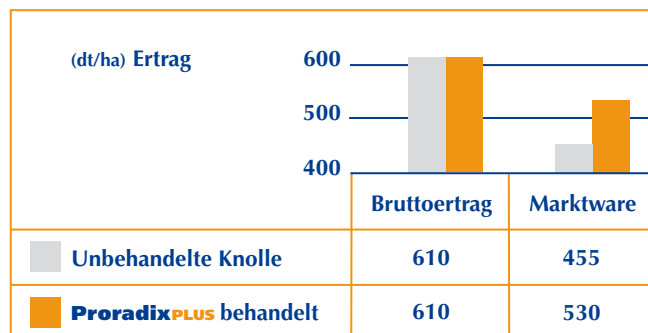 (dt/ha) Ertrag
600
500
400
Bruttoertrag Marktware
Unbehandelte Knolle 610 455
ProradixPLUS behandelt 610 530